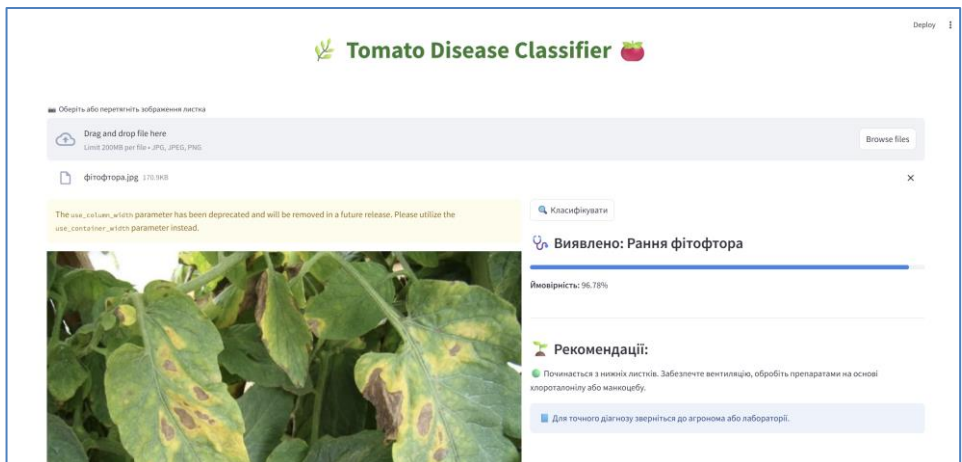 Deploy
Tomato Disease Classifier
Оберіть або перетягніть зображення листка
Drag and drop file here
Limit 200MB per file • JPG, JPEG, PNG
Browse files
фітофтора.jpg 170.9KB
The use_column_width parameter has been deprecated and will be removed in a future release. Please utilize the
use_container_width parameter instead.
Класифікувати
Виявлено: Рання фітофтора
Ймовірність: 96.78%
Рекомендації:
Починається з нижніх листків. Забезпечте вентиляцію, обробіть препаратами на основі
хлороталонілу або манкоцебу.
Для точного діагнозу зверніться до агронома або лабораторії.